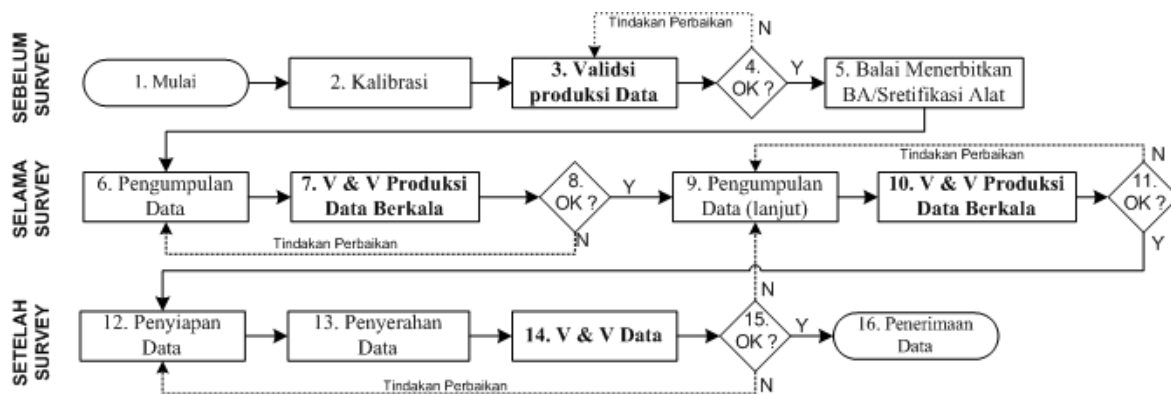 SEBELUM
SURVEY
Tindakan Perbaikan
N
1. Mulai
2. Kalibrasi
3. Validsi
produksi Data
4.
OK ?
Y
5. Balai Menerbitkan
BA/Sretifikasi Alat
SELAMA
SURVEY
Tindakan Perbaikan
N
6. Pengumpulan
Data
7. V & V Produksi
Data Berkala
8.
OK ?
Y
9. Pengumpulan
Data (lanjut)
10. V & V Produksi
Data Berkala
11.
OK ?
Tindakan Perbaikan
N
Y
SETELAH
SURVEY
N
12. Penyiapan
Data
13. Penyerahan
Data
14. V & V Data
15.
OK ?
Y
16. Penerimaan
Data
Tindakan Perbaikan
N